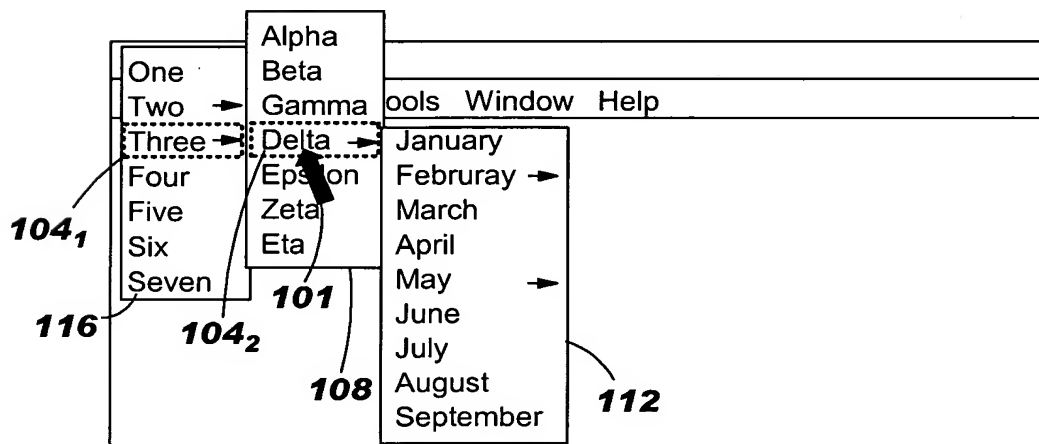 One
Two
Three
Four
Five
Six
Seven
Alpha
Beta
Gamma
Delta
Epsilon
Zeta
Eta
ools Window Help
January
Februray
March
April
May
June
July
August
September
104₁
116
104₂
101
108
112